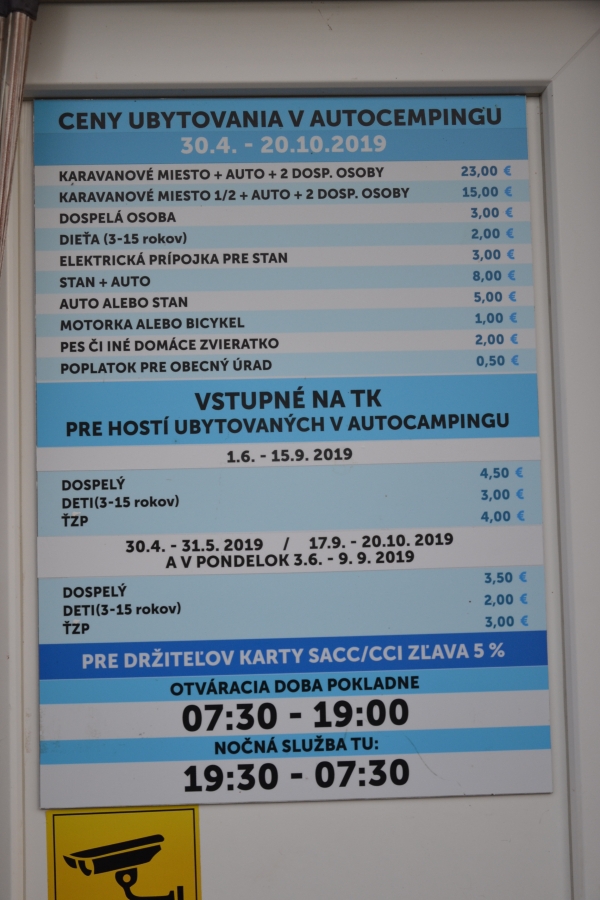 CENY UBYTOVANIA V AUTOCEMPINGU
30.4. - 20.10.2019
KARAVANOVÉ MIESTO + AUTO + 2 DOSP. OSOBY 23,00 €
KARAVANOVÉ MIESTO 1/2 + AUTO + 2 DOSP. OSOBY 15,00 €
DOSPELÁ OSOBA 3,00 €
DIEŤA (3-15 rokov) 2,00 €
ELEKTRICKÁ PRÍPOJKA PRE STAN 3,00 €
STAN + AUTO 8,00 €
AUTO ALEBO STAN 5,00 €
MOTORKA ALEBO BICYKEL 1,00 €
PES ČI INÉ DOMÁCE ZVIERATKO 2,00 €
POPLATOK PRE OBECNÝ ÚRAD 0,50 €
VSTUPNÉ NA TK
PRE HOSTÍ UBYTOVANÝCH V AUTOCAMPINGU
1.6. - 15.9. 2019
DOSPELÝ 4,50 €
DETI(3-15 rokov) 3,00 €
ŤZP 4,00 €
30.4. - 31.5. 2019 / 17.9. - 20.10. 2019
A V PONDELOK 3.6. - 9. 9. 2019
DOSPELÝ 3,50 €
DETI(3-15 rokov) 2,00 €
ŤZP 3,00 €
PRE DRŽITEĽOV KARTY SACC/CCI ZĽAVA 5 %
OTVÁRACIA DOBA POKLADNE
07:30 - 19:00
NOČNÁ SLUŽBA TU:
19:30 - 07:30